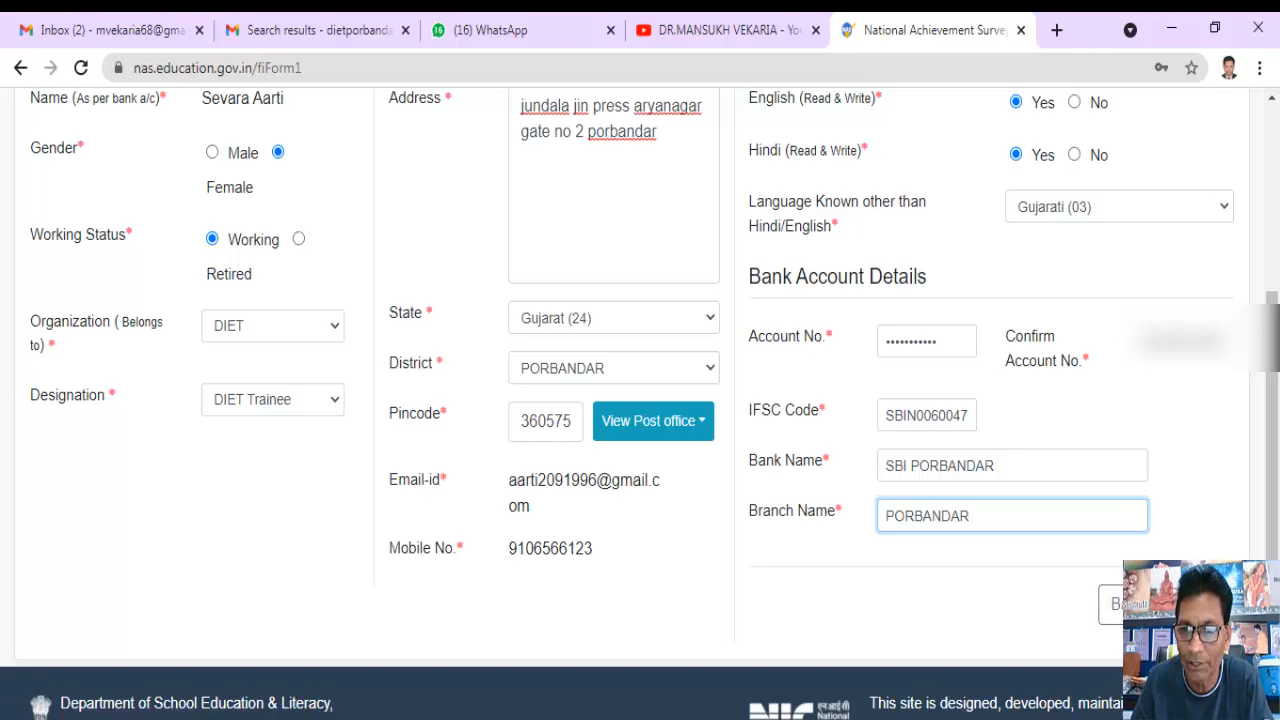 Inbox (2) - mvekaria68@gma
Search results - dietporbanda
(16) WhatsApp
DR.MANSUKH VEKARIA - You
National Achievement Surve
nas.education.gov.in/fiForm1
Name (As per bank a/c)*
Sevara Aarti
Gender*
Male
Female
Working Status*
Working
Retired
Organization ( Belongs
to) *
DIET
Designation *
DIET Trainee
Address *
jundala jin press aryanagar
gate no 2 porbandar
State *
Gujarat (24)
District *
PORBANDAR
Pincode*
360575
View Post office
Email-id*
aarti2091996@gmail.c
om
Mobile No.*
9106566123
English (Read & Write)*
Yes
No
Hindi (Read & Write)*
Yes
No
Language Known other than
Hindi/English*
Gujarati (03)
Bank Account Details
Account No.*
•••••••••••
Confirm
Account No.*
IFSC Code*
SBIN0060047
Bank Name*
SBI PORBANDAR
Branch Name*
PORBANDAR
Department of School Education & Literacy,
NIC
एन आई सी
National
This site is designed, developed, maintai